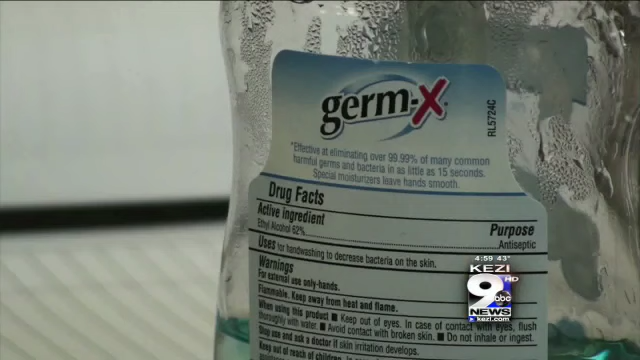 germ-X
RL5724C
*Effective at eliminating over 99.99% of many common
harmful germs and bacteria in as little as 15 seconds.
Special moisturizers leave hands smooth.
Drug Facts
Active ingredient Purpose
Ethyl Alcohol 62% Antiseptic
Uses for handwashing to decrease bacteria on the skin.
Warnings
For external use only-hands.
Flammable. Keep away from heat and flame.
When using this product ■ Keep out of eyes. In case of contact with eyes, flush
thoroughly with water. ■ Avoid contact with broken skin. ■ Do not inhale or ingest.
Stop use and ask a doctor if skin irritation develops.
Keep out of reach of children.
4:59 43°
KEZI
9 HD
abc
NEWS
kezi.com